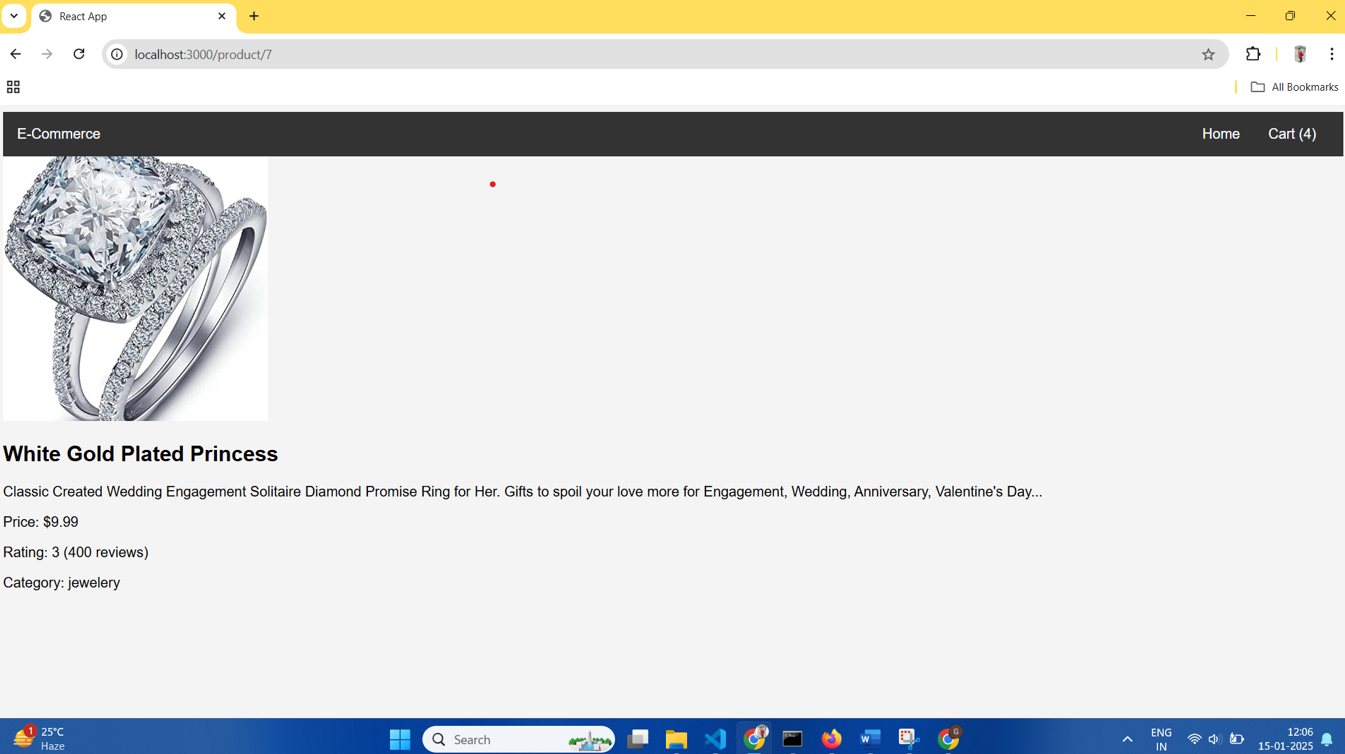 React App
localhost:3000/product/7
All Bookmarks
E-Commerce
Home
Cart (4)
White Gold Plated Princess
Classic Created Wedding Engagement Solitaire Diamond Promise Ring for Her. Gifts to spoil your love more for Engagement, Wedding, Anniversary, Valentine's Day...
Price: $9.99
Rating: 3 (400 reviews)
Category: jewelery
1
25°C
Haze
Search
W
G
ENG
IN
12:06
15-01-2025